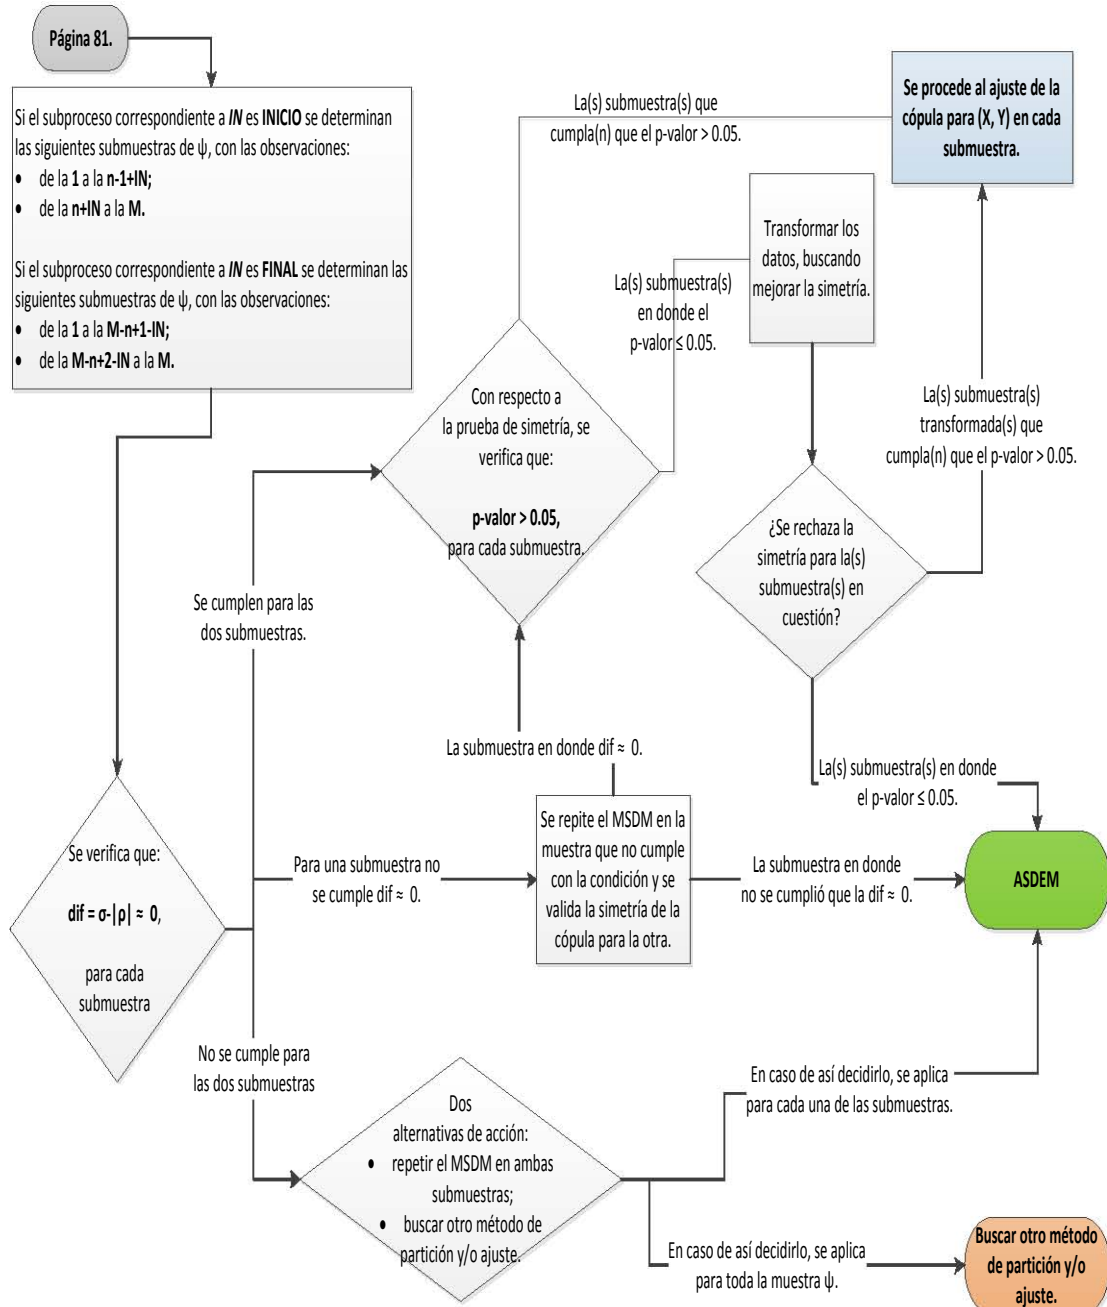 Página 81.
Si el subproceso correspondiente a IN es INICIO se determinan
las siguientes submuestras de ψ, con las observaciones:
• de la 1 a la n-1+IN;
• de la n+IN a la M.
Si el subproceso correspondiente a IN es FINAL se determinan las
siguientes submuestras de ψ, con las observaciones:
• de la 1 a la M-n+1-IN;
• de la M-n+2-IN a la M.
La(s) submuestra(s) que
cumpla(n) que el p-valor > 0.05.
Se procede al ajuste de la
cópula para (X, Y) en cada
submuestra.
Transformar los
datos, buscando
mejorar la simetría.
La(s) submuestra(s)
en donde el
p-valor ≤ 0.05.
Con respecto a
la prueba de simetría, se
verifica que:
p-valor > 0.05,
para cada submuestra.
La(s) submuestra(s)
transformada(s) que
cumpla(n) que el p-valor > 0.05.
¿Se rechaza la
simetría para la(s)
submuestra(s) en
cuestión?
Se cumplen para las
dos submuestras.
La submuestra en donde dif ≈ 0.
La(s) submuestra(s) en donde
el p-valor ≤ 0.05.
Se verifica que:
dif = σ-|ρ| ≈ 0,
para cada
submuestra
Para una submuestra no
se cumple dif ≈ 0.
Se repite el MSDM en la
muestra que no cumple
con la condición y se
valida la simetría de la
cópula para la otra.
La submuestra en donde
no se cumplió que la dif ≈ 0.
ASDEM
No se cumple para
las dos submuestras
Dos
alternativas de acción:
• repetir el MSDM en ambas
submuestras;
• buscar otro método de
partición y/o ajuste.
En caso de así decidirlo, se aplica
para cada una de las submuestras.
En caso de así decidirlo, se aplica
para toda la muestra ψ.
Buscar otro método
de partición y/o
ajuste.